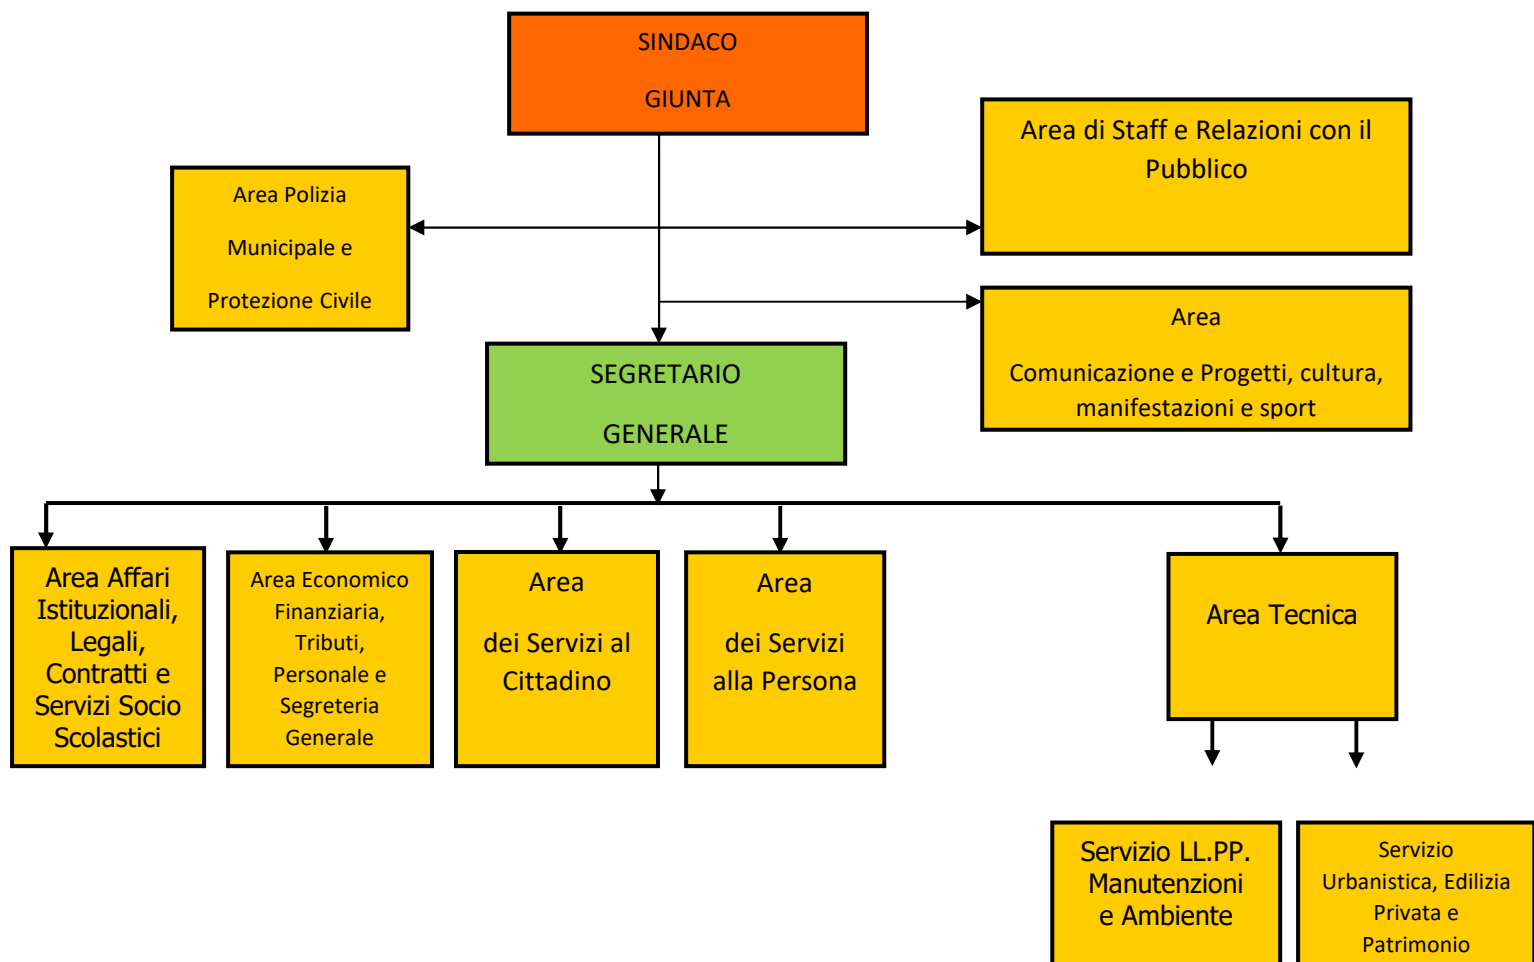 SINDACO
GIUNTA
Area di Staff e Relazioni con il
Pubblico
Area Polizia
Municipale e
Protezione Civile
Area
Comunicazione e Progetti, cultura,
manifestazioni e sport
SEGRETARIO
GENERALE
Area Affari
Istituzionali,
Legali,
Contratti e
Servizi Socio
Scolastici
Area Economico
Finanziaria,
Tributi,
Personale e
Segreteria
Generale
Area
dei Servizi al
Cittadino
Area
dei Servizi
alla Persona
Area Tecnica
Servizio LL.PP.
Manutenzioni
e Ambiente
Servizio
Urbanistica, Edilizia
Privata e
Patrimonio